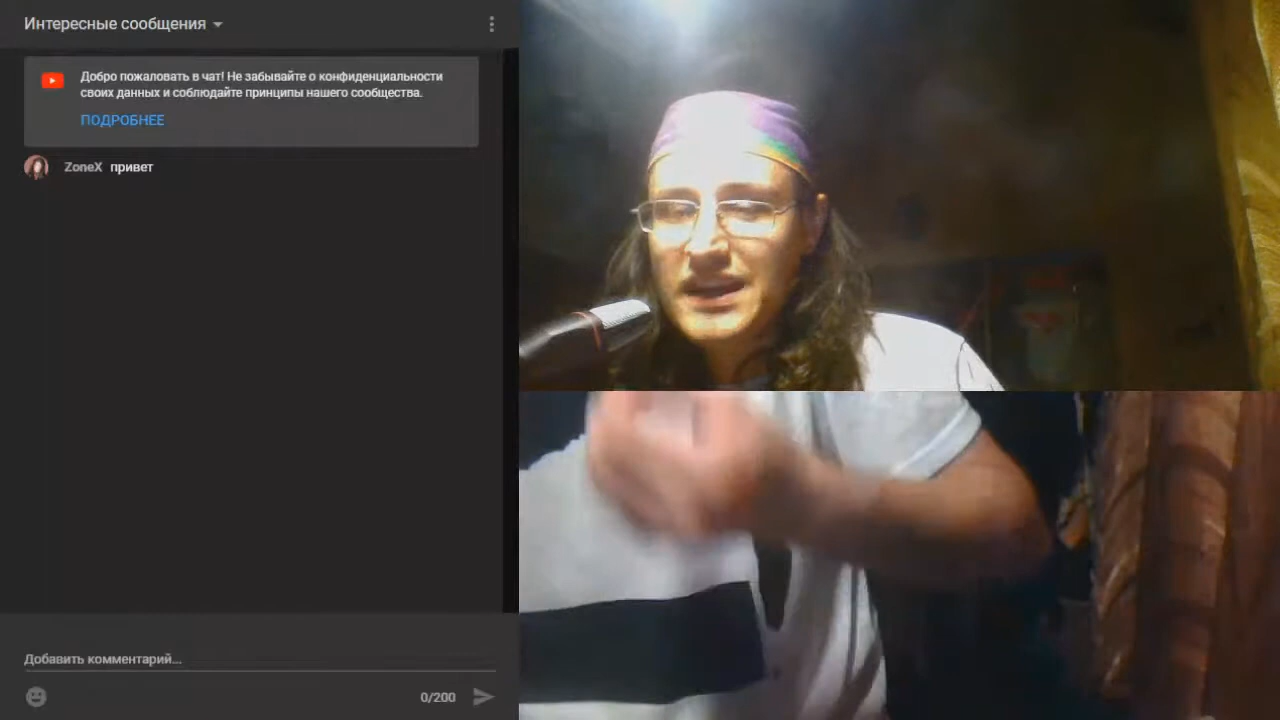 Интересные сообщения
Добро пожаловать в чат! Не забывайте о конфиденциальности
своих данных и соблюдайте принципы нашего сообщества.
ПОДРОБНЕЕ
ZoneX привет
Добавить комментарий...
0/200